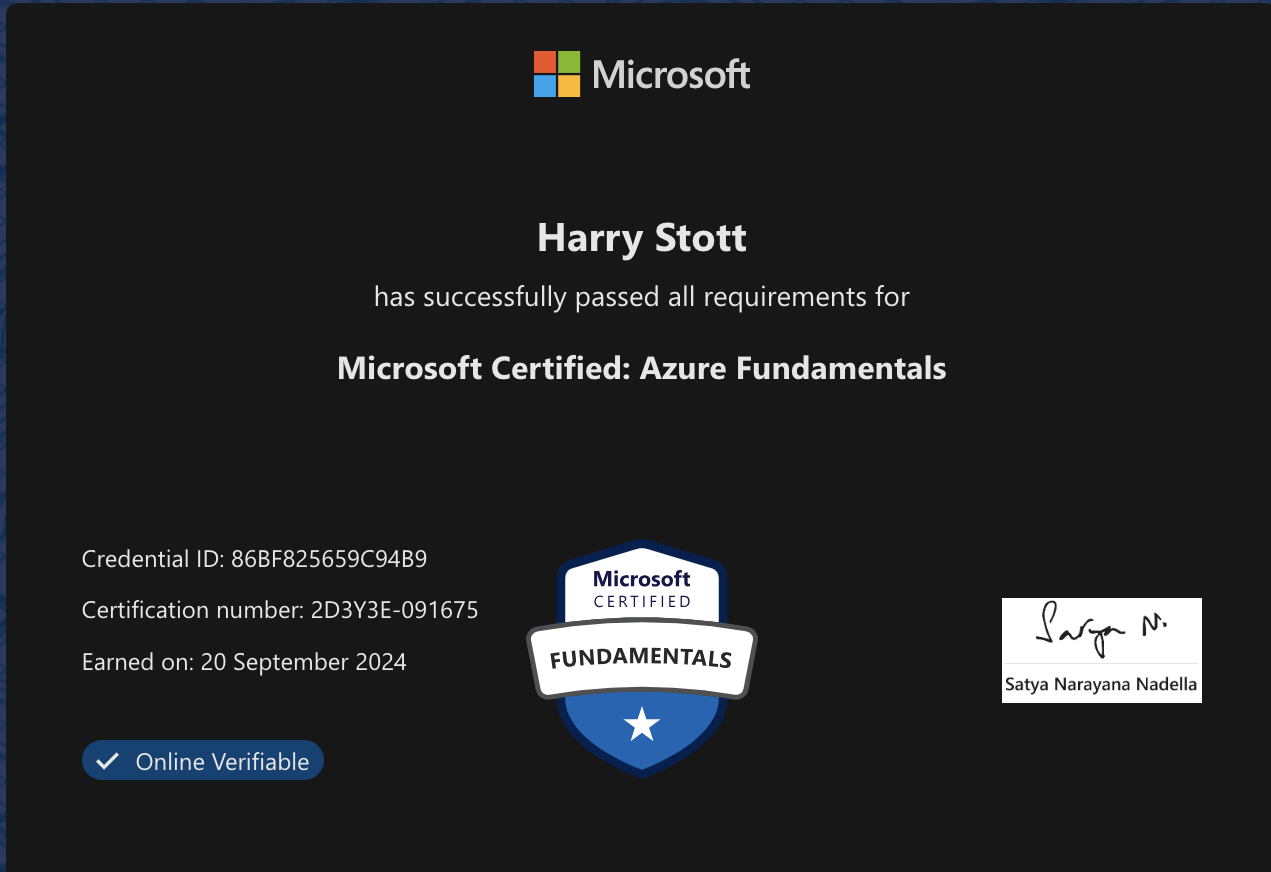 Microsoft
Harry Stott
has successfully passed all requirements for
Microsoft Certified: Azure Fundamentals
Credential ID: 86BF825659C94B9
Certification number: 2D3Y3E-091675
Earned on: 20 September 2024
Online Verifiable
Microsoft
CERTIFIED
FUNDAMENTALS
Satya N.
Satya Narayana Nadella